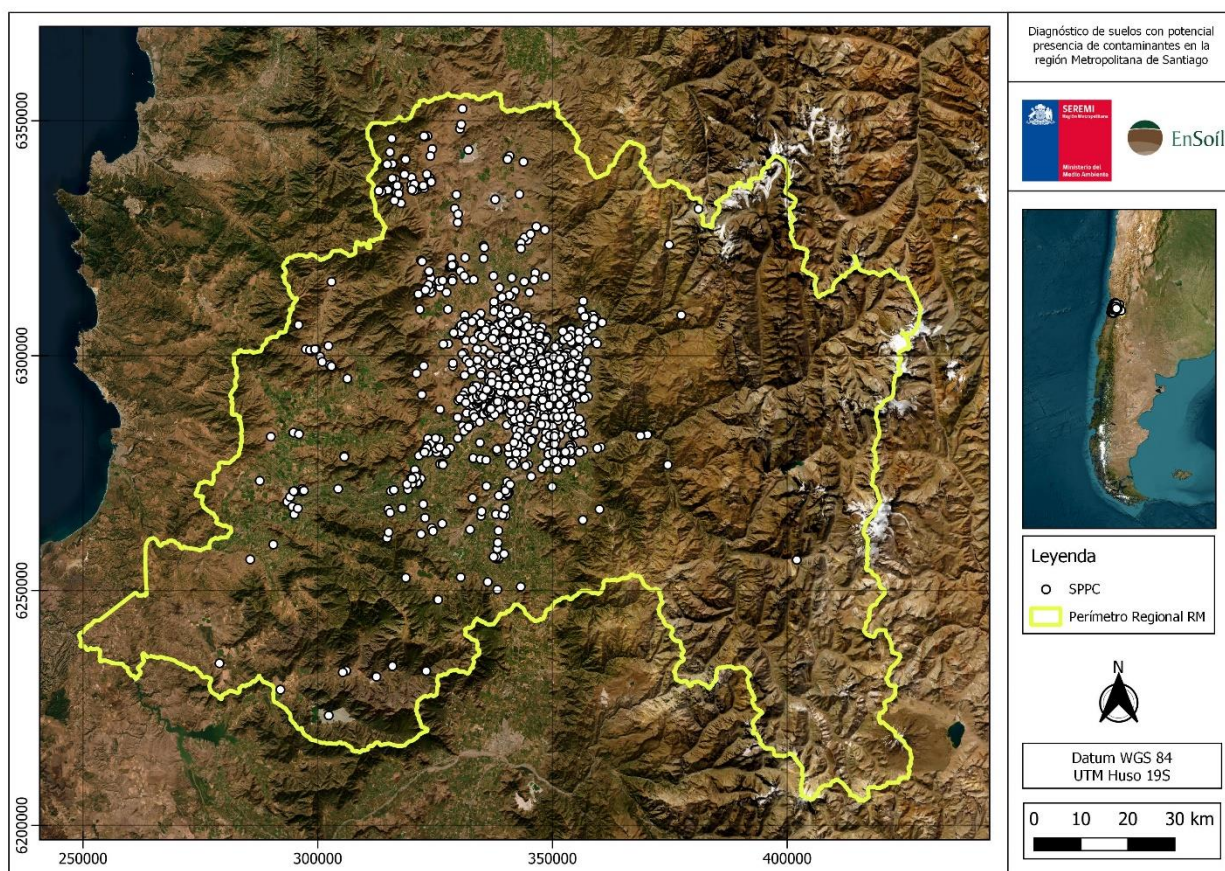 Diagnóstico de suelos con potencial
presencia de contaminantes en la
región Metropolitana de Santiago
SEREMI
Región Metropolitana
Ministerio del
Medio Ambiente
EnSoil
6350000
6300000
6250000
6200000
250000
300000
350000
400000
Leyenda
SPPC
Perímetro Regional RM
N
Datum WGS 84
UTM Huso 19S
0 10 20 30 km